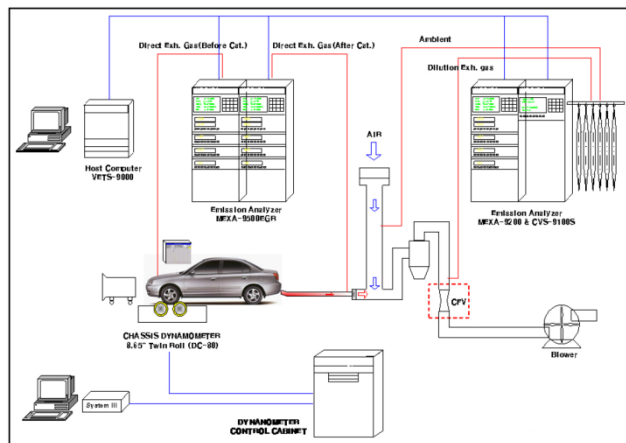 Direct Exh. Gas(Before Cat.)
Direct Exh. Gas(After Cat.)
Ambient
Dilution Exh. gas
AIR
Host Computer
VETS-9000
Emission Analyzer
MEXA-9500EGR
Emission Analyzer
MEXA-9200 & CVS-9100S
CFV
CHASSIS DYNAMOMETER
8.65" Twin Roll (DC-80)
Blower
System III
DYNAMOMETER
CONTROL CABINET